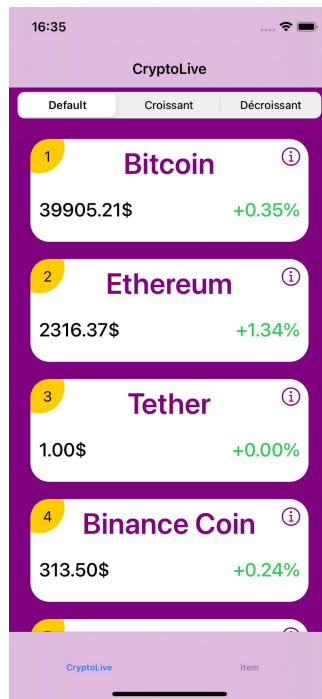 16:35
CryptoLive
Default Croissant Décroissant
1
Bitcoin
39905.21$ +0.35%
2
Ethereum
2316.37$ +1.34%
3
Tether
1.00$ +0.00%
4
Binance Coin
313.50$ +0.24%
CryptoLive Item